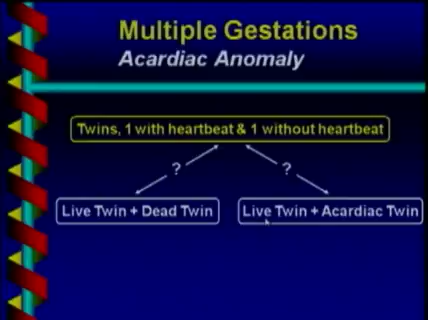 Multiple Gestations
Acardiac Anomaly
Twins, 1 with heartbeat & 1 without heartbeat
? ?
Live Twin + Dead Twin
Live Twin + Acardiac Twin